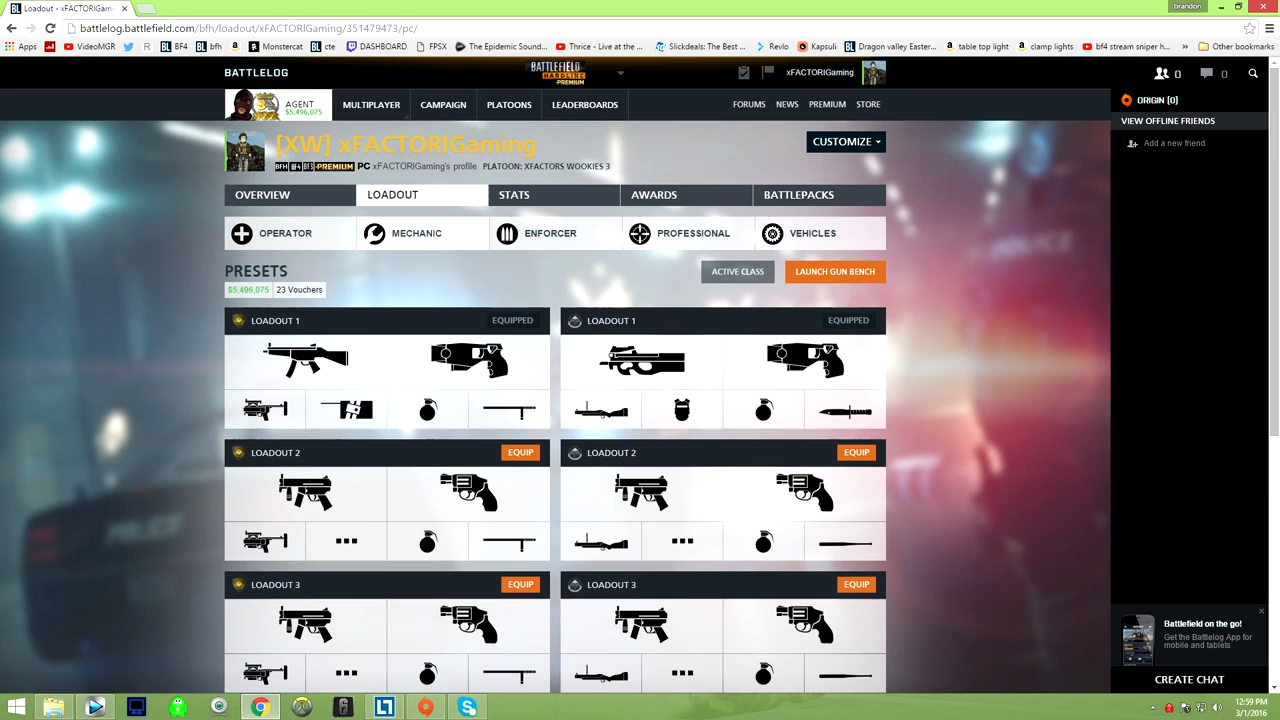 brandon
Loadout - xFACTORIGam
battlelog.battlefield.com/bfh/loadout/xFACTORIGaming/351479473/pc/
Apps
VideoMGR
BF4
bfh
Monstercat
cte
DASHBOARD
FPSX
The Epidemic Sound...
Thrice - Live at the...
Slickdeals: The Best ...
Revlo
Kapsuli
Dragon valley Easter...
table top light
clamp lights
bf4 stream sniper h...
»
Other bookmarks
BATTLELOG
BATTLEFIELD
HARDLINE
PREMIUM
xFACTORIGaming
0
0
AGENT
$5,496,075
MULTIPLAYER
CAMPAIGN
PLATOONS
LEADERBOARDS
FORUMS
NEWS
PREMIUM
STORE
ORIGIN (0)
VIEW OFFLINE FRIENDS
Add a new friend
[XW] xFACTORIGaming
CUSTOMIZE
BFH BF4 BF3 PREMIUM PC xFACTORIGaming's profile PLATOON: XFACTORS WOOKIES 3
OVERVIEW
LOADOUT
STATS
AWARDS
BATTLEPACKS
OPERATOR
MECHANIC
ENFORCER
PROFESSIONAL
VEHICLES
PRESETS
ACTIVE CLASS
LAUNCH GUN BENCH
$5,496,075
23 Vouchers
LOADOUT 1
EQUIPPED
LOADOUT 1
EQUIPPED
LOADOUT 2
EQUIP
LOADOUT 2
EQUIP
LOADOUT 3
EQUIP
LOADOUT 3
EQUIP
Battlefield on the go!
Get the Battlelog App for
mobile and tablets
CREATE CHAT
12:59 PM
3/1/2016